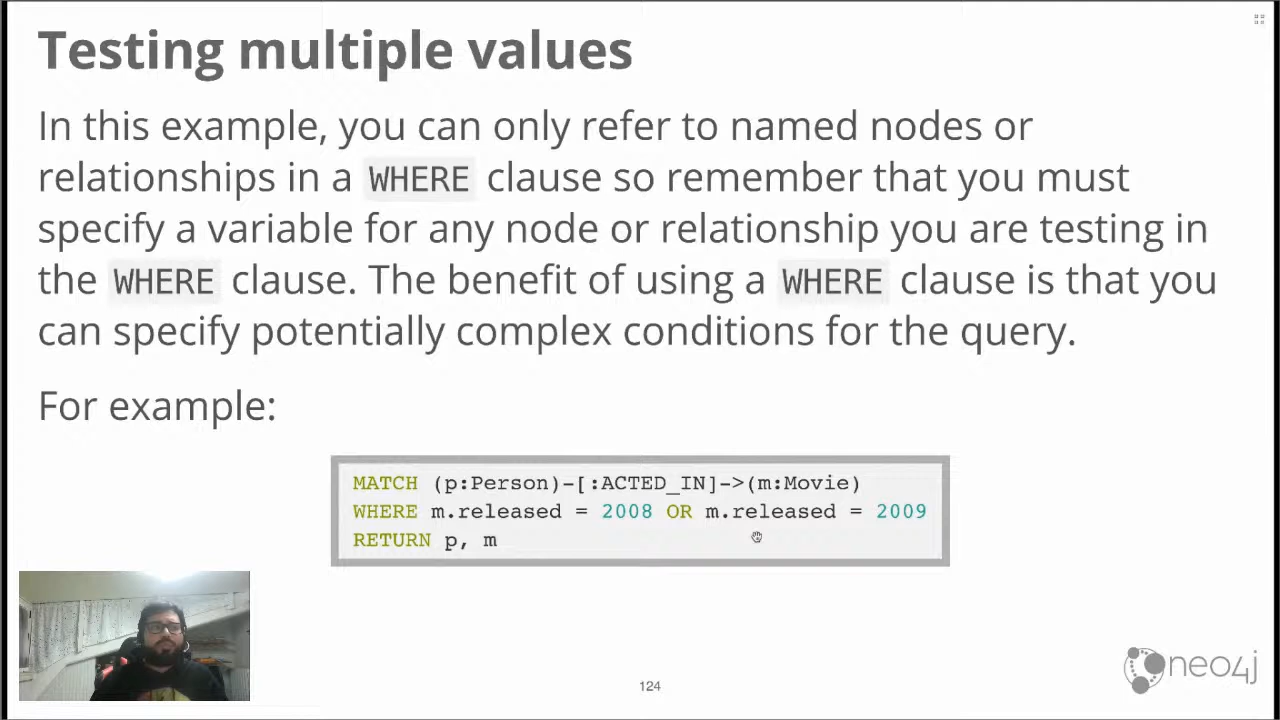 Testing multiple values
In this example, you can only refer to named nodes or
relationships in a WHERE clause so remember that you must
specify a variable for any node or relationship you are testing in
the WHERE clause. The benefit of using a WHERE clause is that you
can specify potentially complex conditions for the query.
For example:
MATCH (p:Person)-[:ACTED_IN]->(m:Movie)
WHERE m.released = 2008 OR m.released = 2009
RETURN p, m
124
neo4j